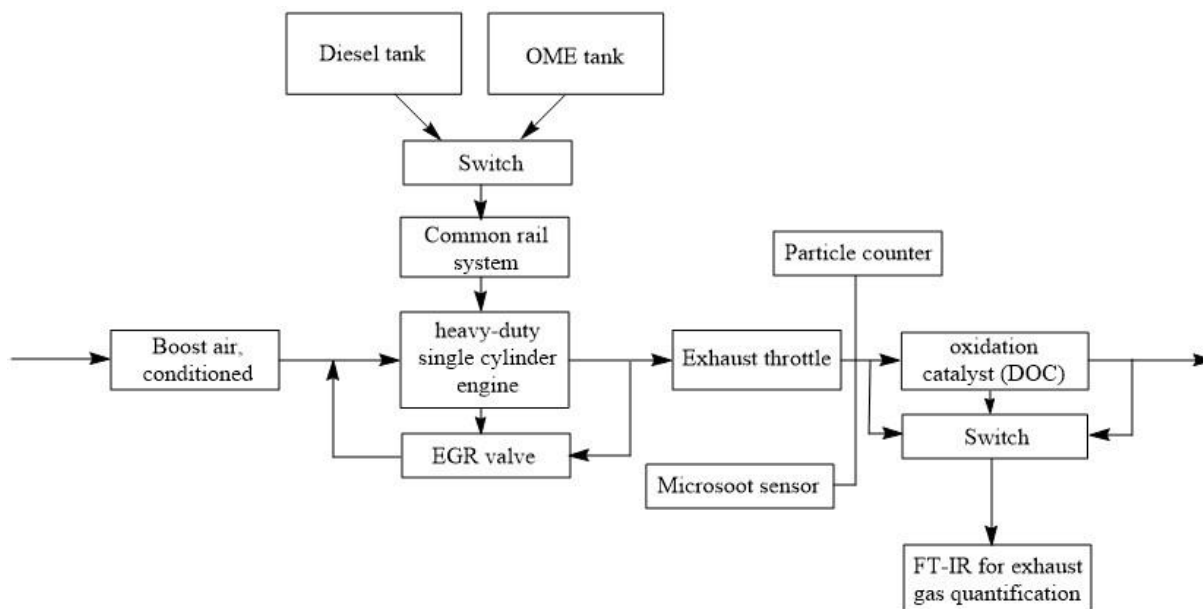 Diesel tank
OME tank
Switch
Common rail
system
Particle counter
Boost air,
conditioned
heavy-duty
single cylinder
engine
Exhaust throttle
oxidation
catalyst (DOC)
EGR valve
Switch
Microsoot sensor
FT-IR for exhaust
gas quantification